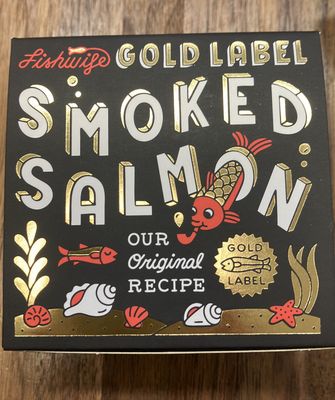 Fishwife GOLD LABEL
SMOKED
SALMON
OUR
Original
RECIPE
GOLD
LABEL